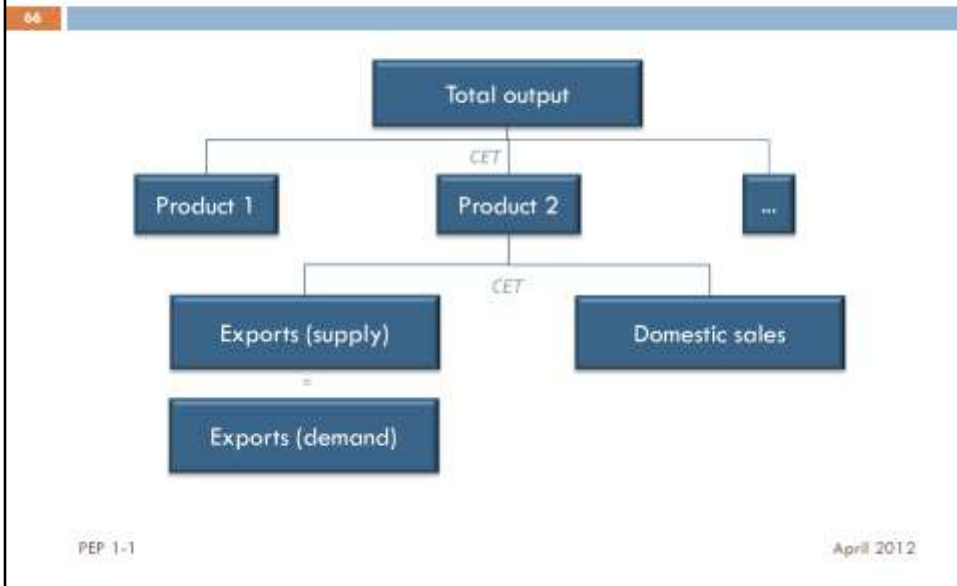 66
Total output
CET
Product 1
Product 2
...
CET
Exports (supply)
Domestic sales
=
Exports (demand)
PEP 1-1
April 2012